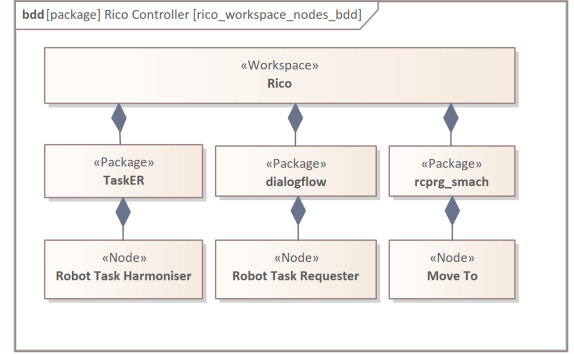 bdd [package] Rico Controller [rico_workspace_nodes_bdd]
«Workspace»
Rico
«Package» «Package» «Package»
TaskER dialogflow rcprg_smach
«Node» «Node» «Node»
Robot Task Harmoniser Robot Task Requester Move To